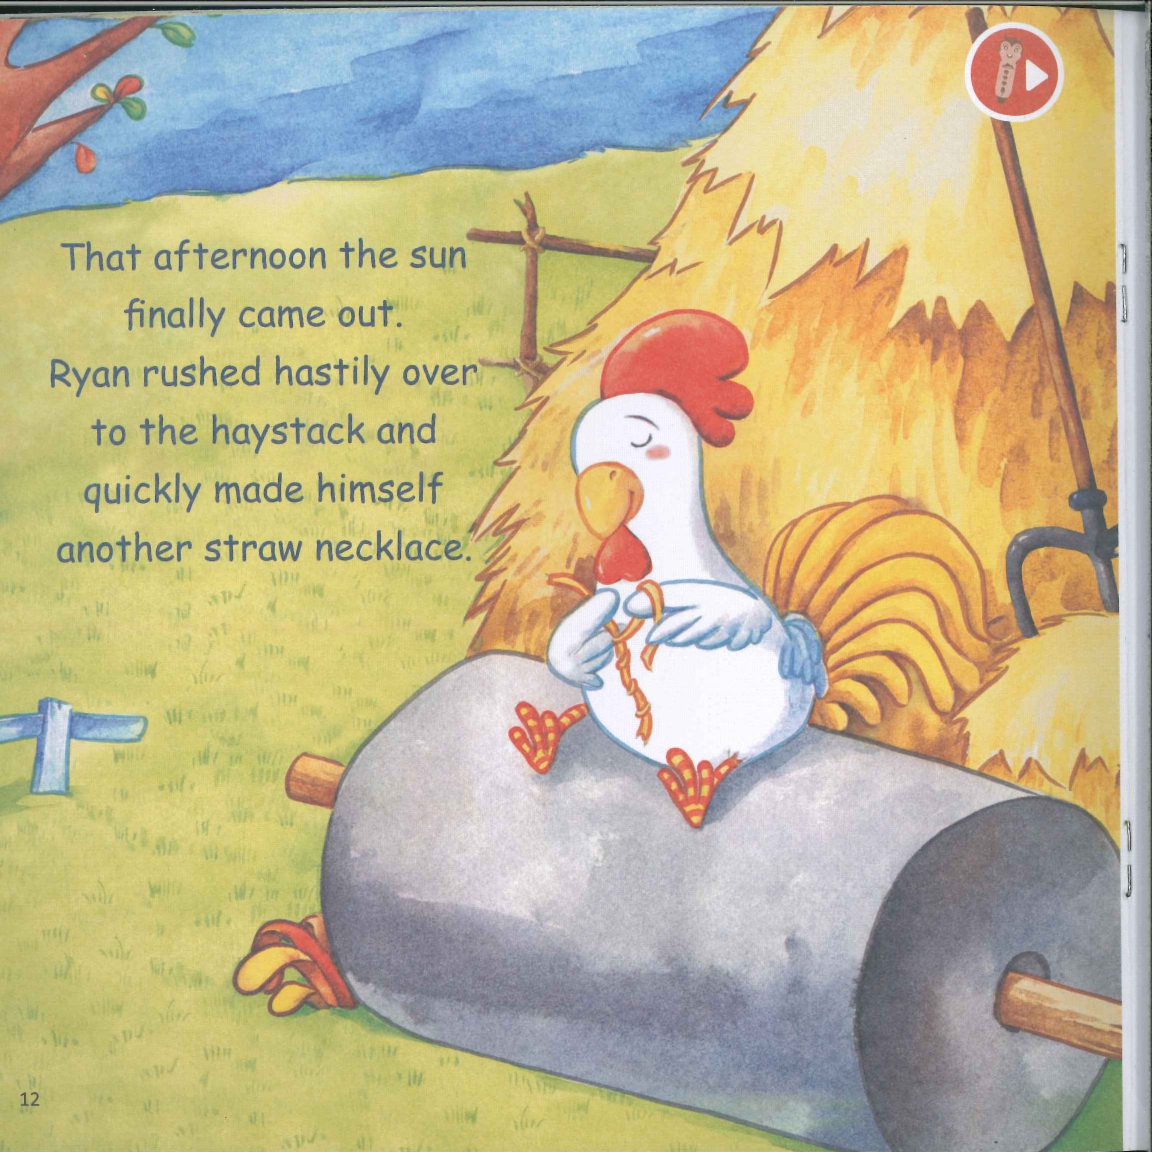 That afternoon the sun
finally came out.
Ryan rushed hastily over
to the haystack and
quickly made himself
another straw necklace.
12